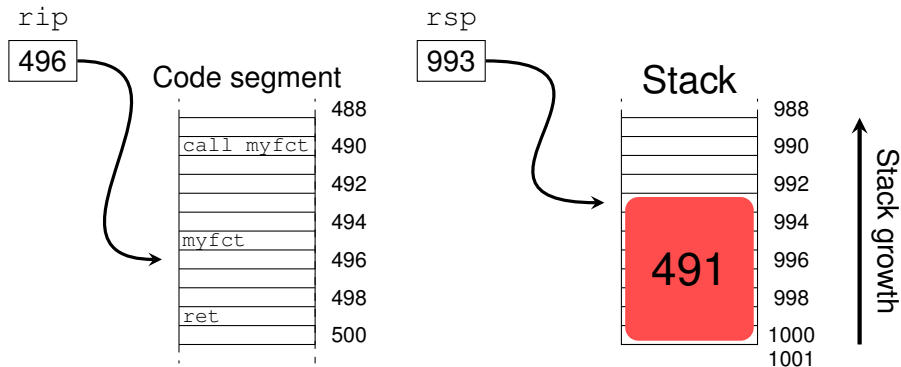 rip
496
Code segment
488
call myfct
490
492
494
myfct
496
498
ret
500
rsp
993
Stack
988
990
992
994
491
996
998
1000
1001
Stack growth